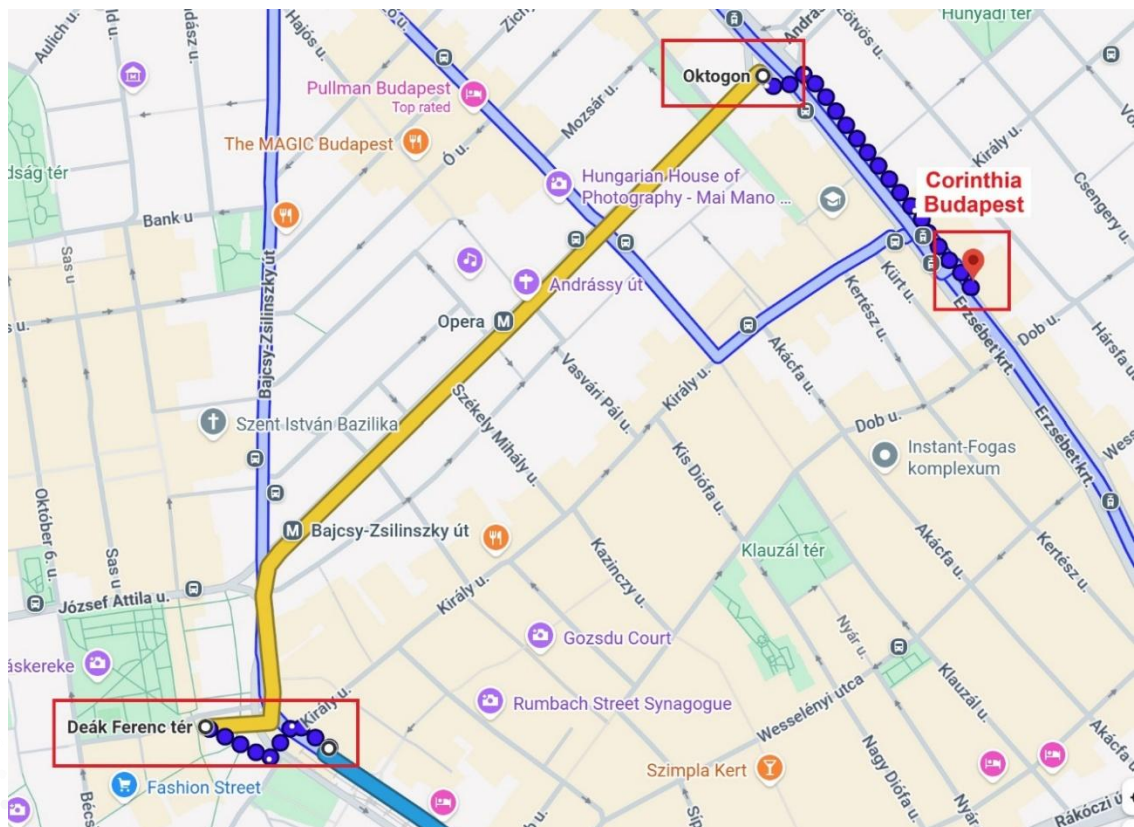 Aulich u.
Hajós u.
Zichy
Hunyadi tér
Andrássy
Eötvös u.
Oktogon
Pullman Budapest
Top rated
Mozsár u.
The MAGIC Budapest
Ó u.
Király u.
Corinthia
Budapest
Csengery u.
Hungarian House of
Photography - Mai Mano ...
Bank u
Sas u
Bajcsy-Zsilinszky út
Andrássy út
Kürt u.
Kertész u.
Opera
M
Erzsébet krt.
Dob u.
Hársfa u.
Akácfa u.
Vasvári Pál u.
Király u.
Székely Mihály u.
Szent István Bazilika
Dob u.
Instant-Fogas
komplexum
Erzsébet krt.
Kis Diófa u.
Október 6. u.
Sas u
M
Bajcsy-Zsilinszky út
Klauzál tér
Akácfa u.
Kertész u.
Kazinczy u.
Király u.
József Attila u.
Gozsdu Court
Nyár u.
áskereke
Klauzál u.
Rumbach Street Synagogue
Wesselényi utca
Király u.
Deák Ferenc tér
Szimpla Kert
Nagy Diófa u.
Akácfa u.
Fashion Street
Rákóczi ú